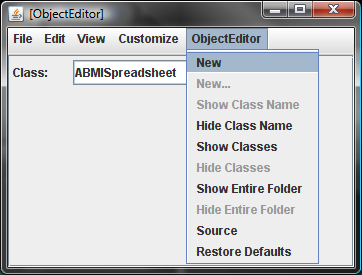 [ObjectEditor]
File Edit View Customize ObjectEditor
Class: ABMISpreadsheet
New
New...
Show Class Name
Hide Class Name
Show Classes
Hide Classes
Show Entire Folder
Hide Entire Folder
Source
Restore Defaults